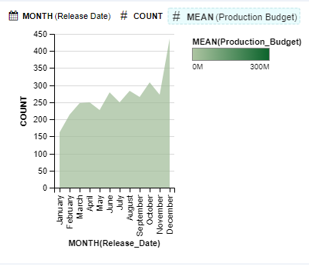 MONTH (Release Date) # COUNT # MEAN (Production Budget)
MEAN(Production_Budget)
0M 300M
450
400
350
300
250
200
150
100
50
0
COUNT
January
February
March
April
May
June
July
August
September
October
November
December
MONTH(Release_Date)